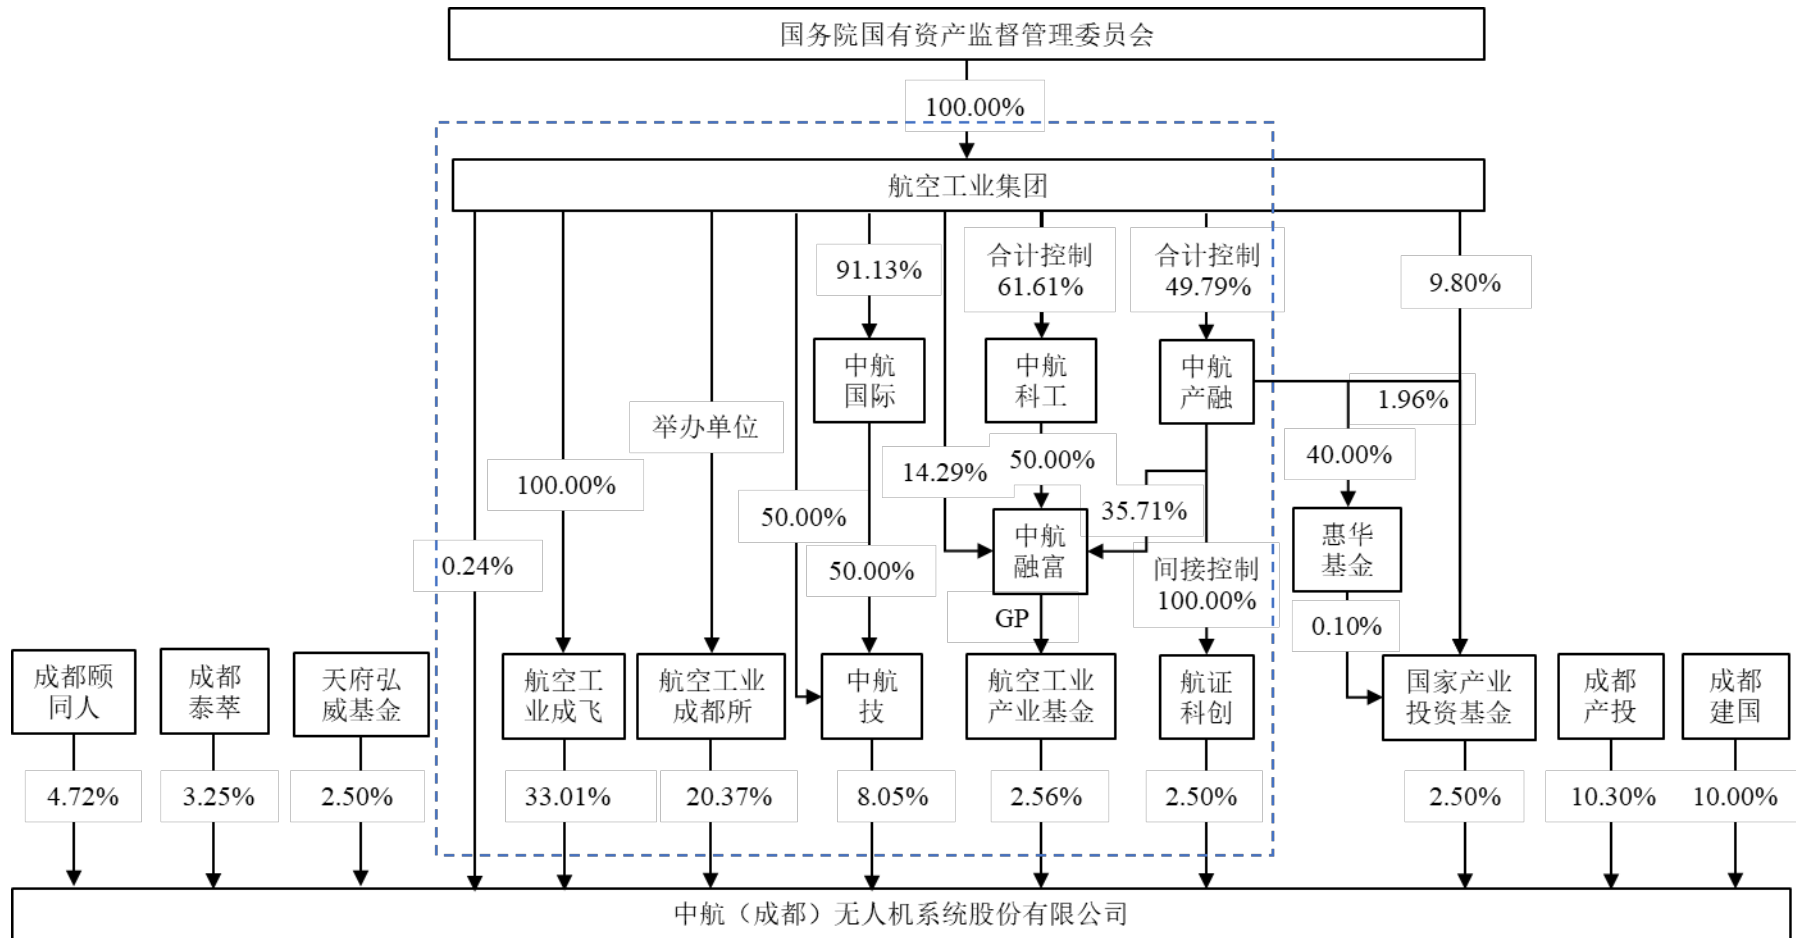 国务院国有资产监督管理委员会
100.00%
航空工业集团
91.13%
合计控制
61.61%
合计控制
49.79%
9.80%
中航
国际
中航
科工
中航
产融
1.96%
举办单位
40.00%
14.29%
50.00%
100.00%
50.00%
35.71%
惠华
基金
中航
融富
0.24%
50.00%
间接控制
100.00%
GP
0.10%
成都颐
同人
成都
泰萃
天府弘
威基金
航空工
业成飞
航空工业
成都所
中航
技
航空工业
产业基金
航证
科创
国家产业
投资基金
成都
产投
成都
建国
4.72%
3.25%
2.50%
33.01%
20.37%
8.05%
2.56%
2.50%
2.50%
10.30%
10.00%
中航（成都）无人机系统股份有限公司